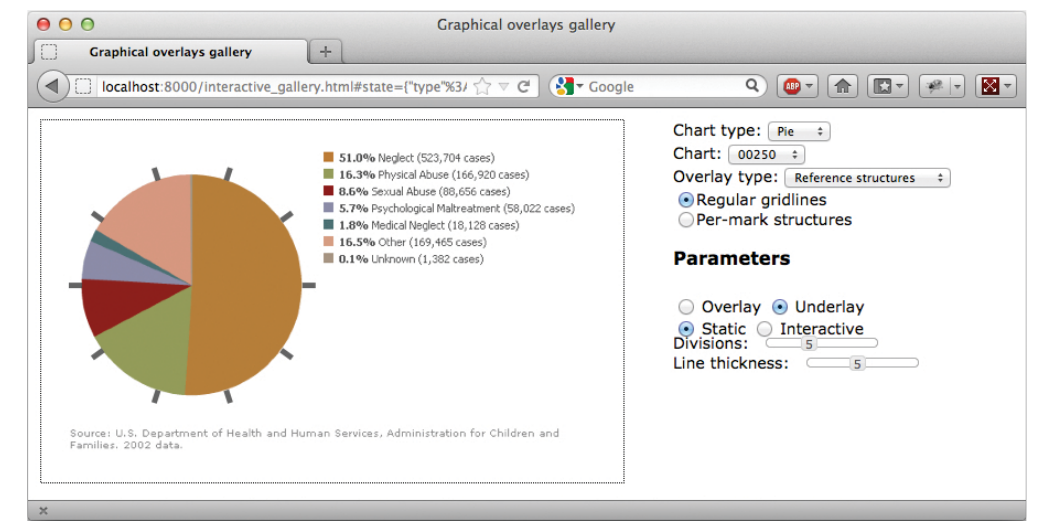 Graphical overlays gallery
Graphical overlays gallery
localhost:8000/interactive_gallery.html#state={"type"%3/
Google
ABP
51.0% Neglect (523,704 cases)
16.3% Physical Abuse (166,920 cases)
8.6% Sexual Abuse (88,656 cases)
5.7% Psychological Maltreatment (58,022 cases)
1.8% Medical Neglect (18,128 cases)
16.5% Other (169,465 cases)
0.1% Unknown (1,382 cases)
Source: U.S. Department of Health and Human Services, Administration for Children and
Families. 2002 data.
Chart type: Pie
Chart: 00250
Overlay type: Reference structures
Regular gridlines
Per-mark structures
Parameters
Overlay Underlay
Static Interactive
Divisions: 5
Line thickness: 5